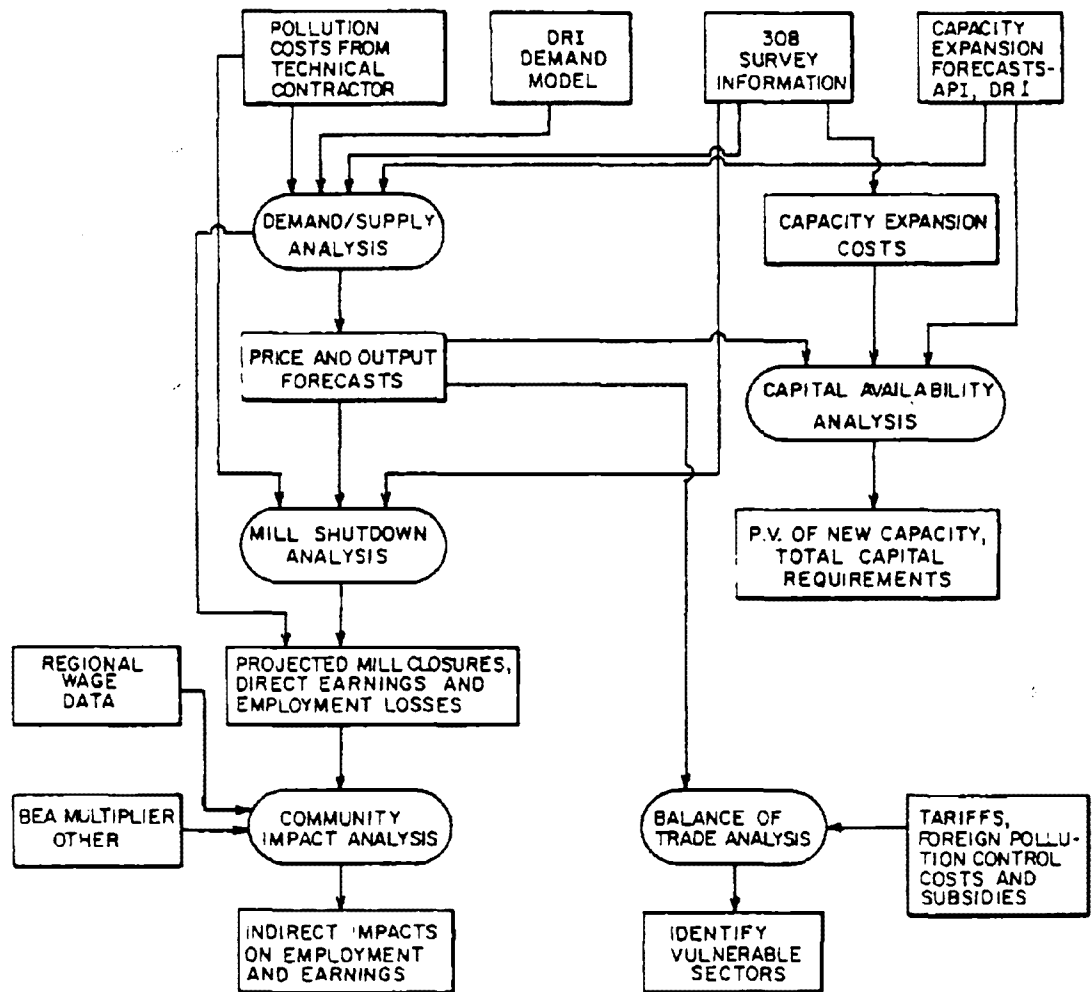 POLLUTION
COSTS FROM
TECHNICAL
CONTRACTOR
DRI
DEMAND
MODEL
308
SURVEY
INFORMATION
CAPACITY
EXPANSION
FORECASTS-
API, DRI
DEMAND/SUPPLY
ANALYSIS
CAPACITY EXPANSION
COSTS
PRICE AND OUTPUT
FORECASTS
CAPITAL AVAILABILITY
ANALYSIS
MILL SHUTDOWN
ANALYSIS
P.V. OF NEW CAPACITY,
TOTAL CAPITAL
REQUIREMENTS
REGIONAL
WAGE
DATA
PROJECTED MILL CLOSURES,
DIRECT EARNINGS AND
EMPLOYMENT LOSSES
BEA MULTIPLIER
OTHER
COMMUNITY
IMPACT ANALYSIS
BALANCE OF
TRADE ANALYSIS
TARIFFS,
FOREIGN POLLU-
TION CONTROL
COSTS AND
SUBSIDIES
INDIRECT IMPACTS
ON EMPLOYMENT
AND EARNINGS
IDENTIFY
VULNERABLE
SECTORS